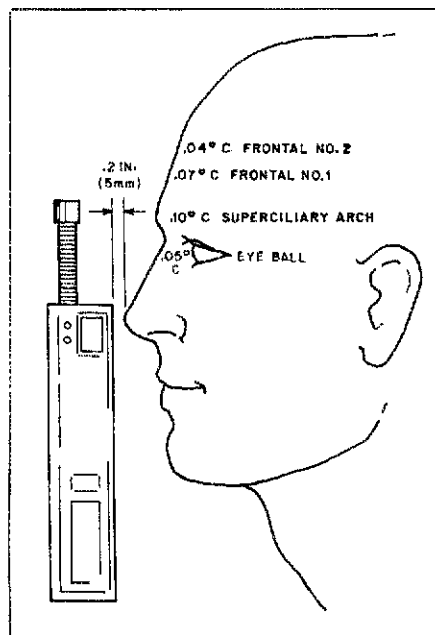 .04° C FRONTAL NO. 2
.2 IN.
(5mm)
.07° C FRONTAL NO.1
.10° C SUPERCILIARY ARCH
.05°
C
EYE BALL